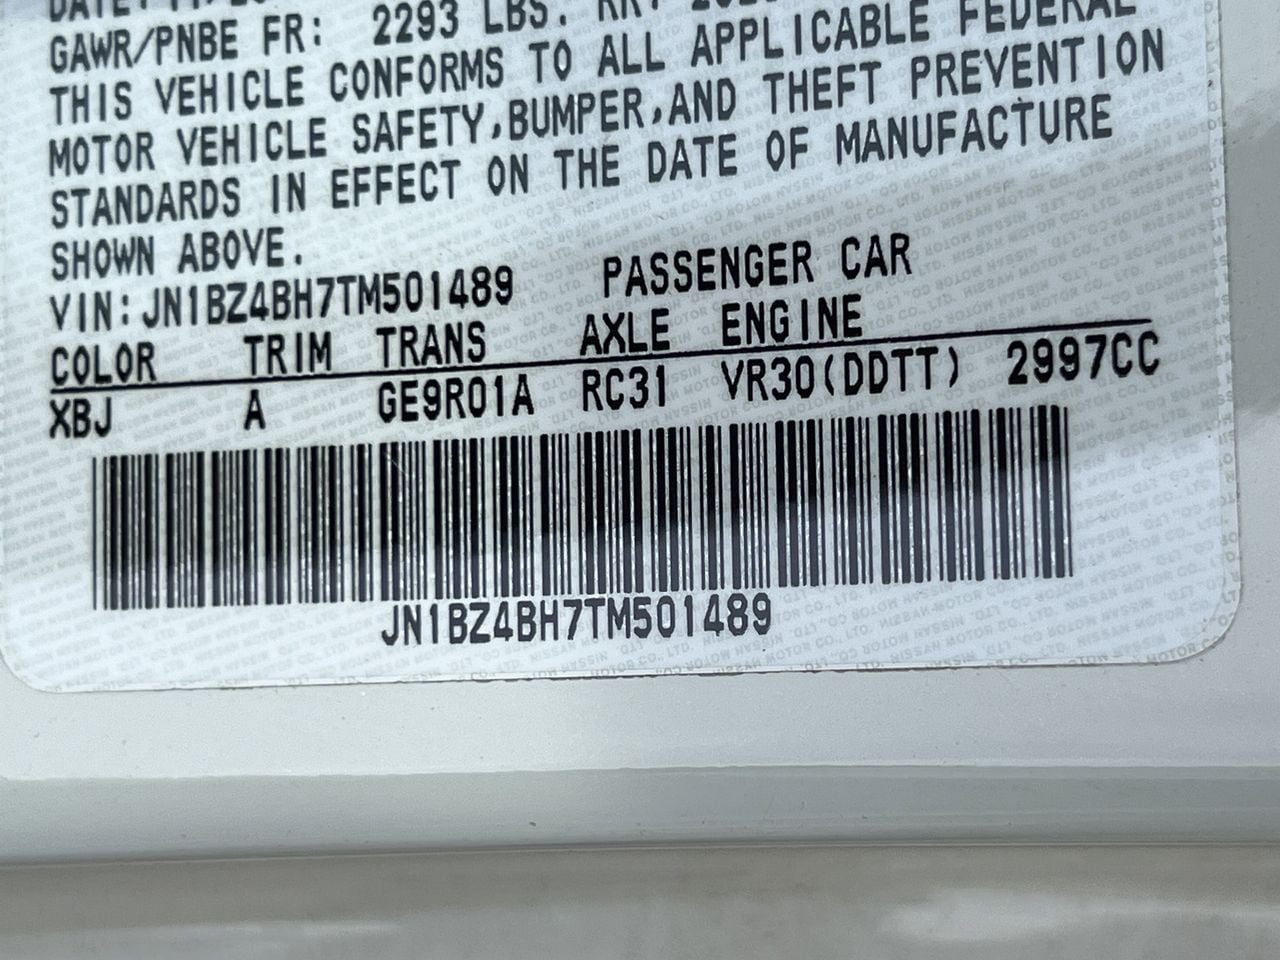 GAWR/PNBE FR: 2293 LBS.
THIS VEHICLE CONFORMS TO ALL APPLICABLE FEDERAL
MOTOR VEHICLE SAFETY,BUMPER,AND THEFT PREVENTION
STANDARDS IN EFFECT ON THE DATE OF MANUFACTURE
SHOWN ABOVE.
VIN:JN1BZ4BH7TM501489 PASSENGER CAR
COLOR TRIM TRANS AXLE ENGINE
XBJ A GE9R01A RC31 VR30(DDTT) 2997CC
JN1BZ4BH7TM501489